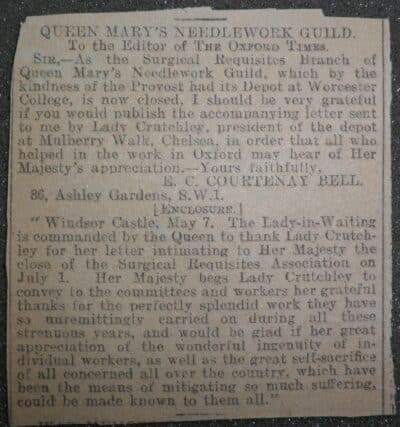 QUEEN MARY'S NEEDLEWORK GUILD.
To the Editor of THE OXFORD TIMES.
SIR,—As the Surgical Requisites Branch of
Queen Mary's Needlework Guild, which by the
kindness of the Provost had its Depot at Worcester
College, is now closed, I should be very grateful
if you would publish the accompanying letter sent
to me by Lady Crutchley, president of the depot
at Mulberry Walk, Chelsea, in order that all who
helped in the work in Oxford may hear of Her
Majesty's appreciation.—Yours faithfully,
E. C. COURTENAY BELL.
86, Ashley Gardens, S.W.1.
[ENCLOSURE.]
"Windsor Castle, May 7. The Lady-in-Waiting
is commanded by the Queen to thank Lady Crutch-
ley for her letter intimating to Her Majesty the
close of the Surgical Requisites Association on
July 1. Her Majesty begs Lady Crutchley to
convey to the committees and workers her grateful
thanks for the perfectly splendid work they have
so unremittingly carried on during all these
strenuous years, and would be glad if her great
appreciation of the wonderful ingenuity of in-
dividual workers, as well as the great self-sacrifice
of all concerned all over the country, which have
been the means of mitigating so much suffering,
could be made known to them all."